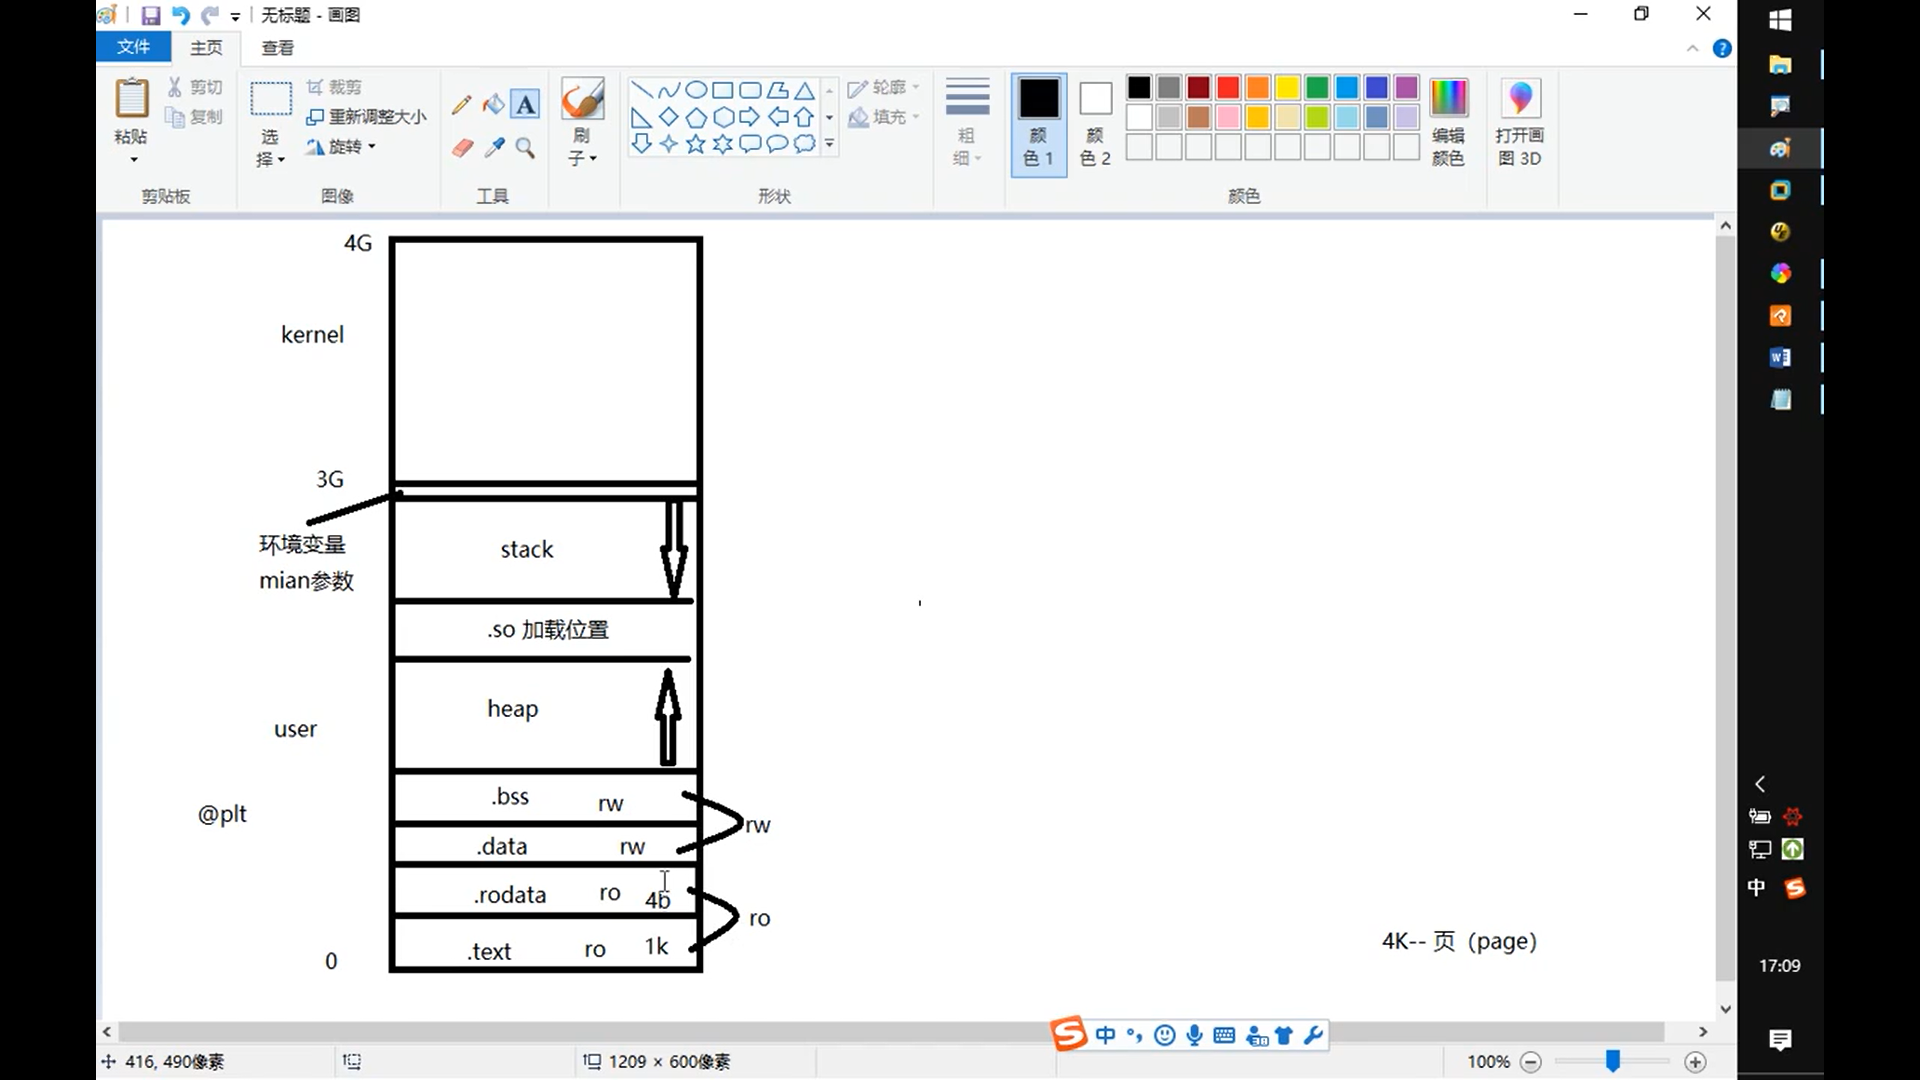 无标题 - 画图
文件 主页 查看
粘贴 剪切 复制 剪贴板
选择 裁剪 重新调整大小 旋转 图像
A
工具
刷子
轮廓 填充 形状
粗细
颜色 1 颜色 2 编辑颜色 颜色
打开画图 3D
4G
kernel
3G
环境变量
mian参数
stack
.so 加载位置
heap
user
.bss rw
@plt
rw
.data rw
.rodata ro 4b
ro
.text ro 1k
0
4K-- 页（page）
中
17:09
中
416, 490像素
1209 × 600像素
100%